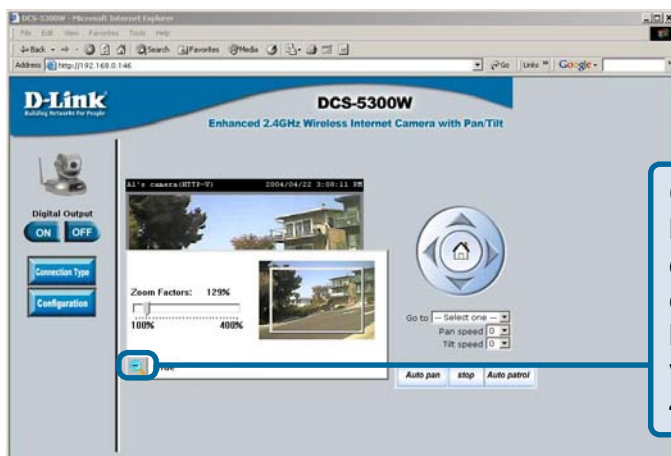 DCS-5300W - Microsoft Internet Explorer
File Edit View Favorites Tools Help
Back Search Favorites Media
Address http://192.168.0.146 Go Links Google
D-Link
Building Networks for People
DCS-5300W
Enhanced 2.4GHz Wireless Internet Camera with Pan/Tilt
Al's camera(HTTP-V) 2004/04/22 3:08:11 PM
Digital Output
ON OFF
Connection Type
Configuration
Zoom Factors: 129%
100% 400%
Go to -- Select one --
Pan speed 0
Tilt speed 0
Auto pan stop Auto patrol